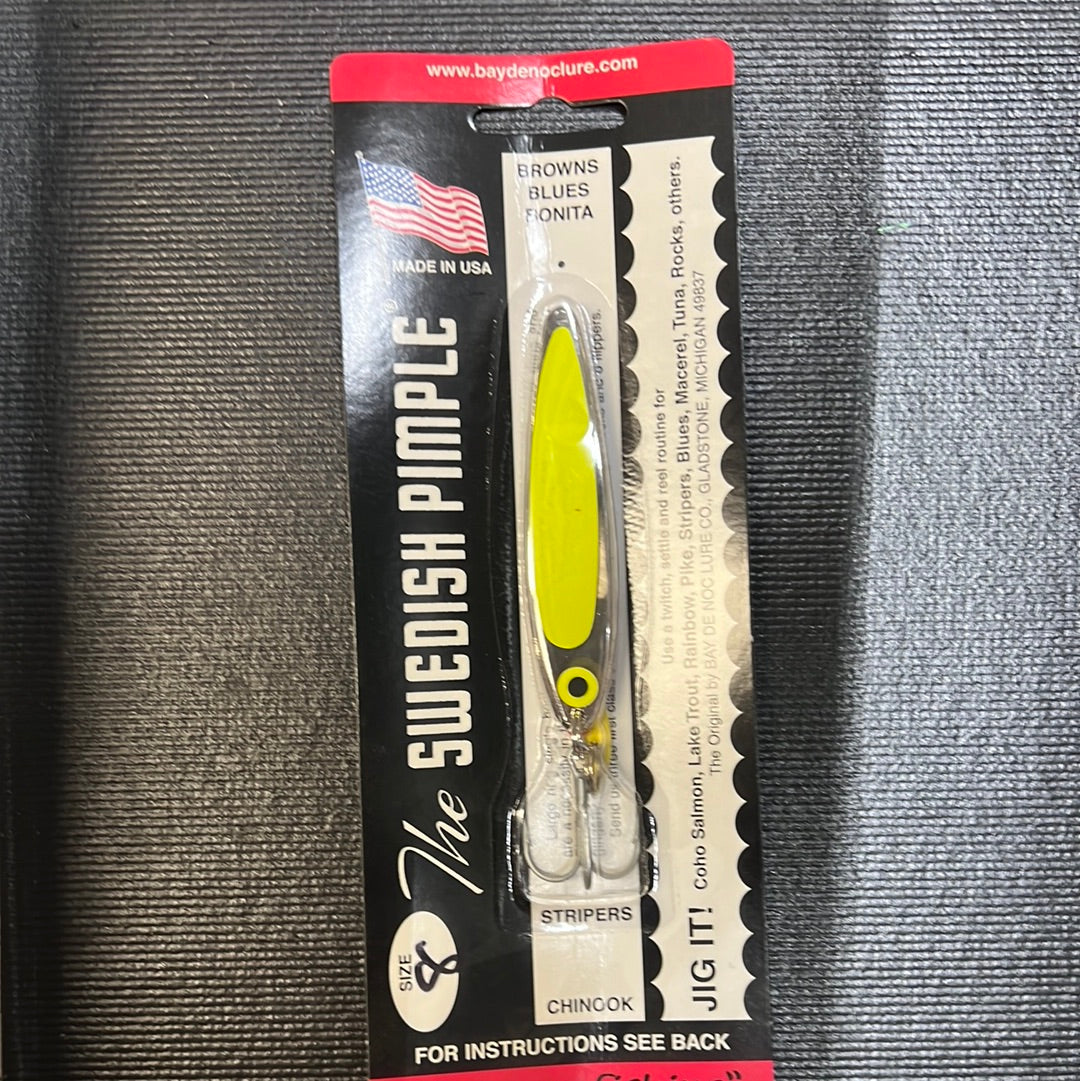 www.baydenoclure.com
MADE IN USA
BROWNS
BLUES
BONITA
The SWEDISH PIMPLE
SIZE 8
STRIPERS
CHINOOK
Use a twitch, settle and reel routine for
JIG IT! Coho Salmon, Lake Trout, Rainbow, Pike, Stripers, Blues, Macerel, Tuna, Rocks, others.
The Original by BAY DE NOC LURE CO., GLADSTONE, MICHIGAN 49837
FOR INSTRUCTIONS SEE BACK